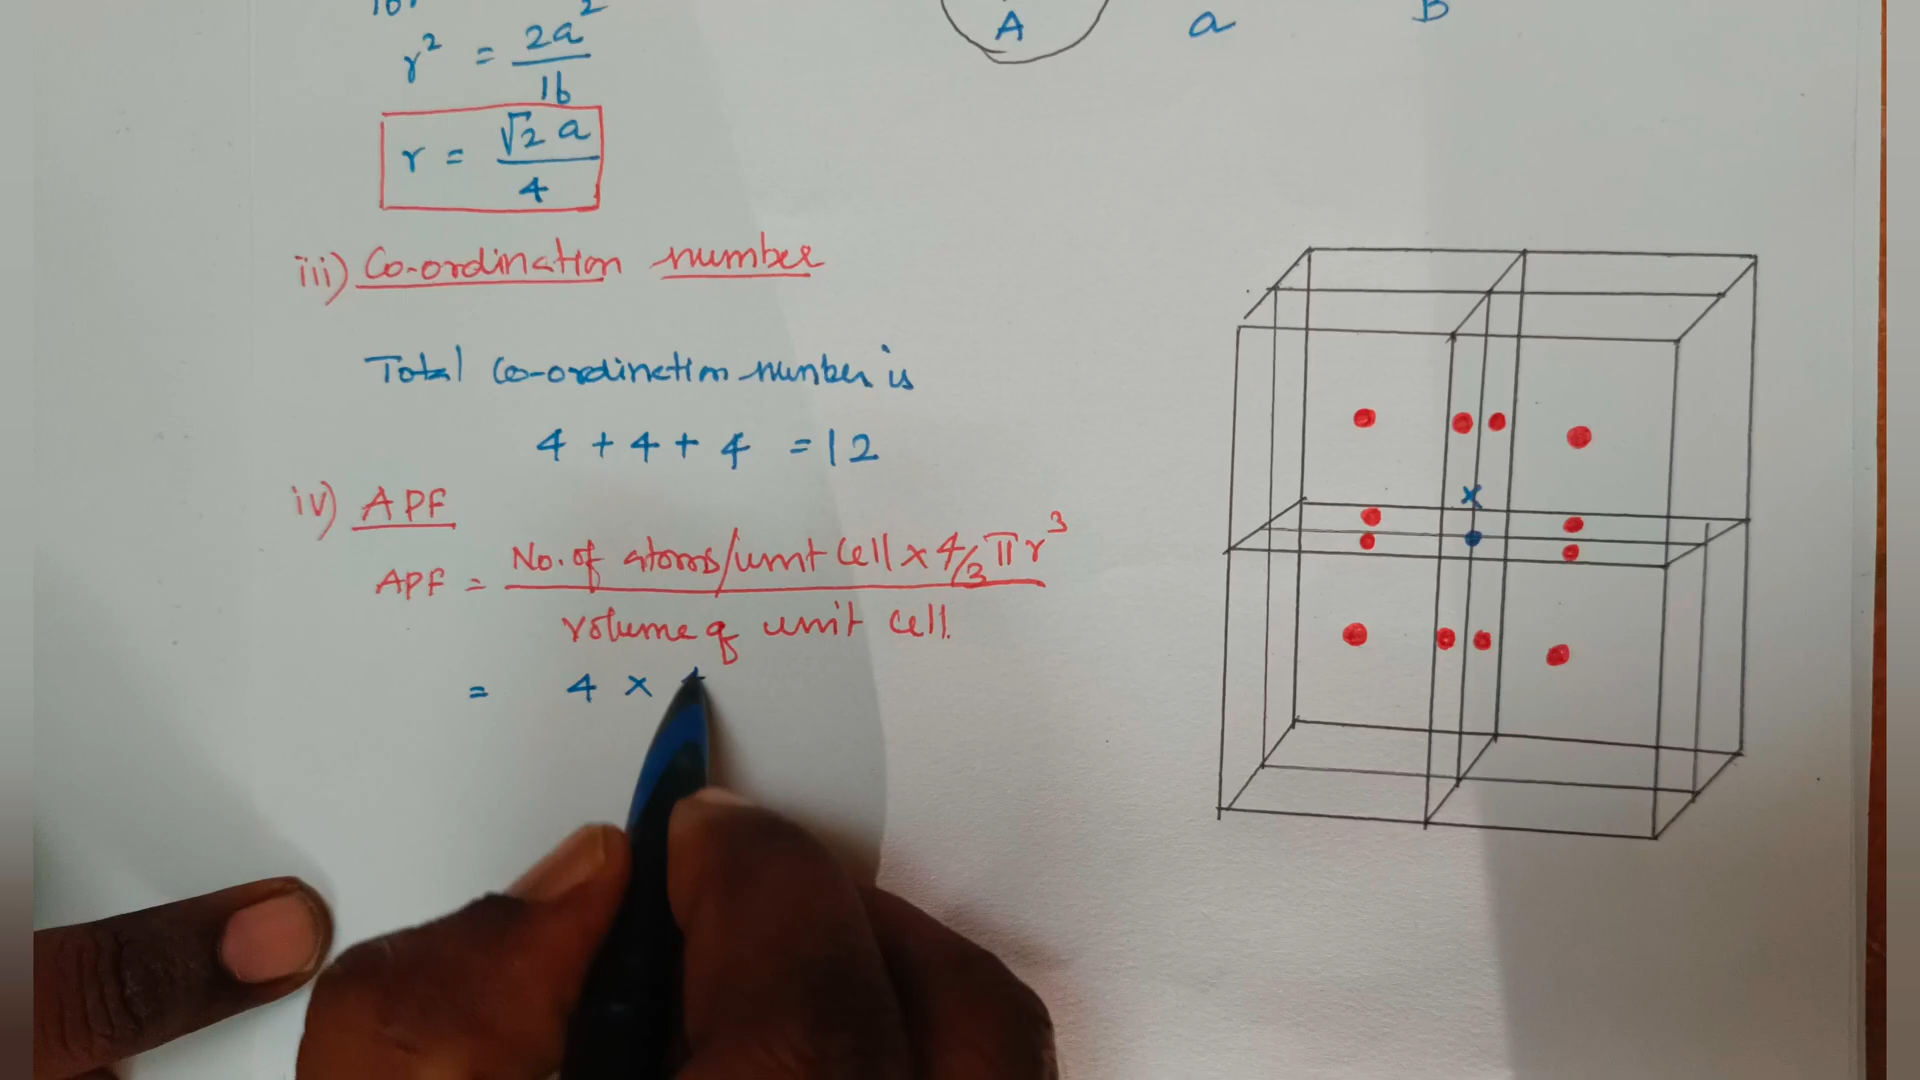 r² = 2a²/16
A a B
r = √2 a/4
iii) Co-ordination number
Total co-ordination number is
4 + 4 + 4 = 12
iv) APF
APF = No. of atoms/unit cell × 4/3 π r³
volume of unit cell.
x
= 4 ×